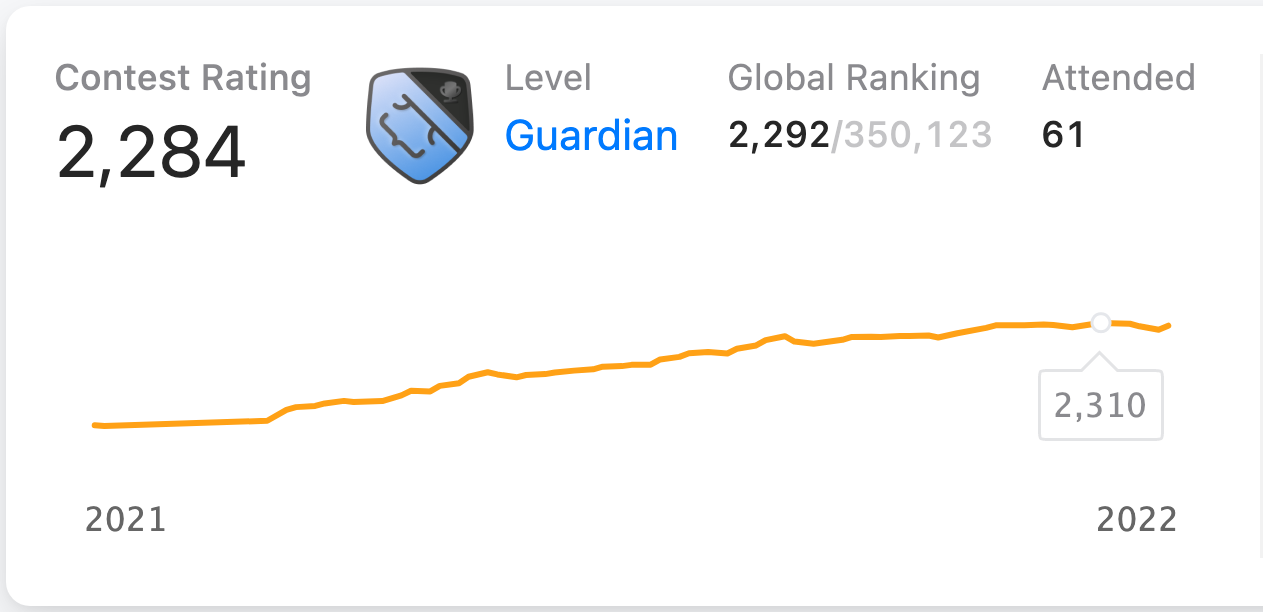 Contest Rating
2,284
Level
Guardian
Global Ranking
2,292/350,123
Attended
61
2,310
2021
2022